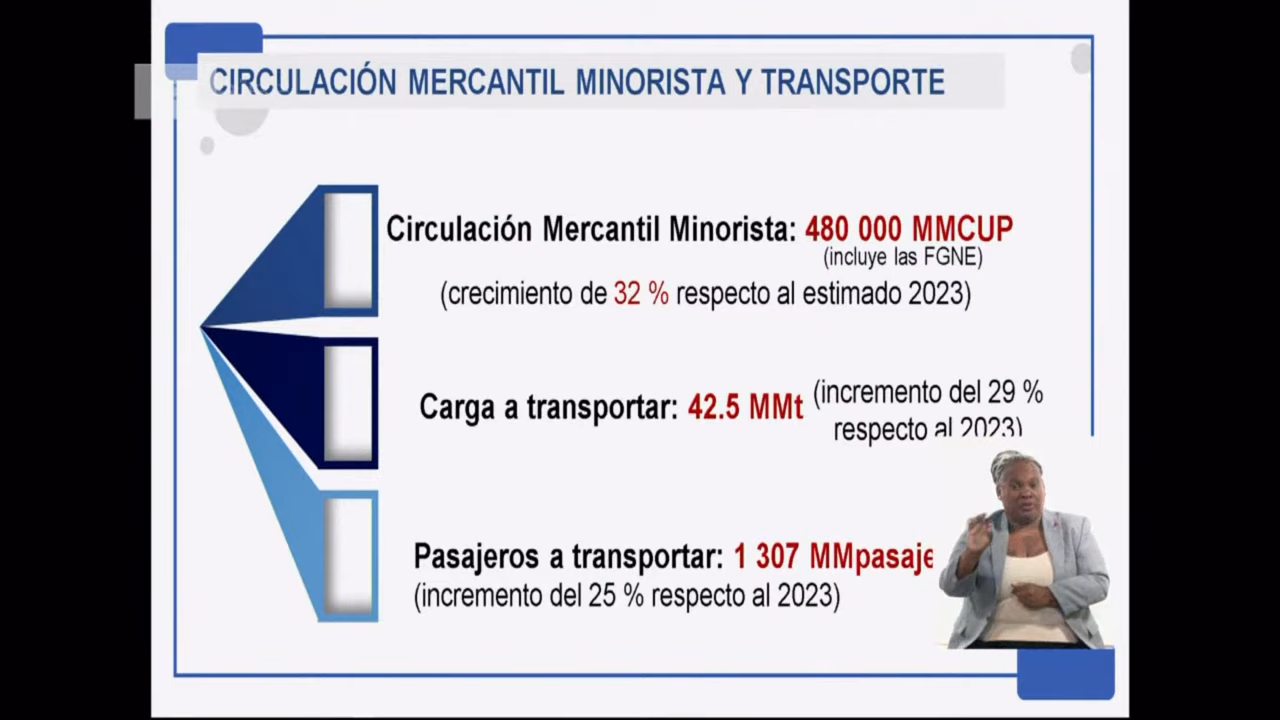 CIRCULACIÓN MERCANTIL MINORISTA Y TRANSPORTE
Circulación Mercantil Minorista: 480 000 MMCUP
(incluye las FGNE)
(crecimiento de 32 % respecto al estimado 2023)
Carga a transportar: 42.5 MMt (incremento del 29 %
respecto al 2023)
Pasajeros a transportar: 1 307 MMpasaje
(incremento del 25 % respecto al 2023)